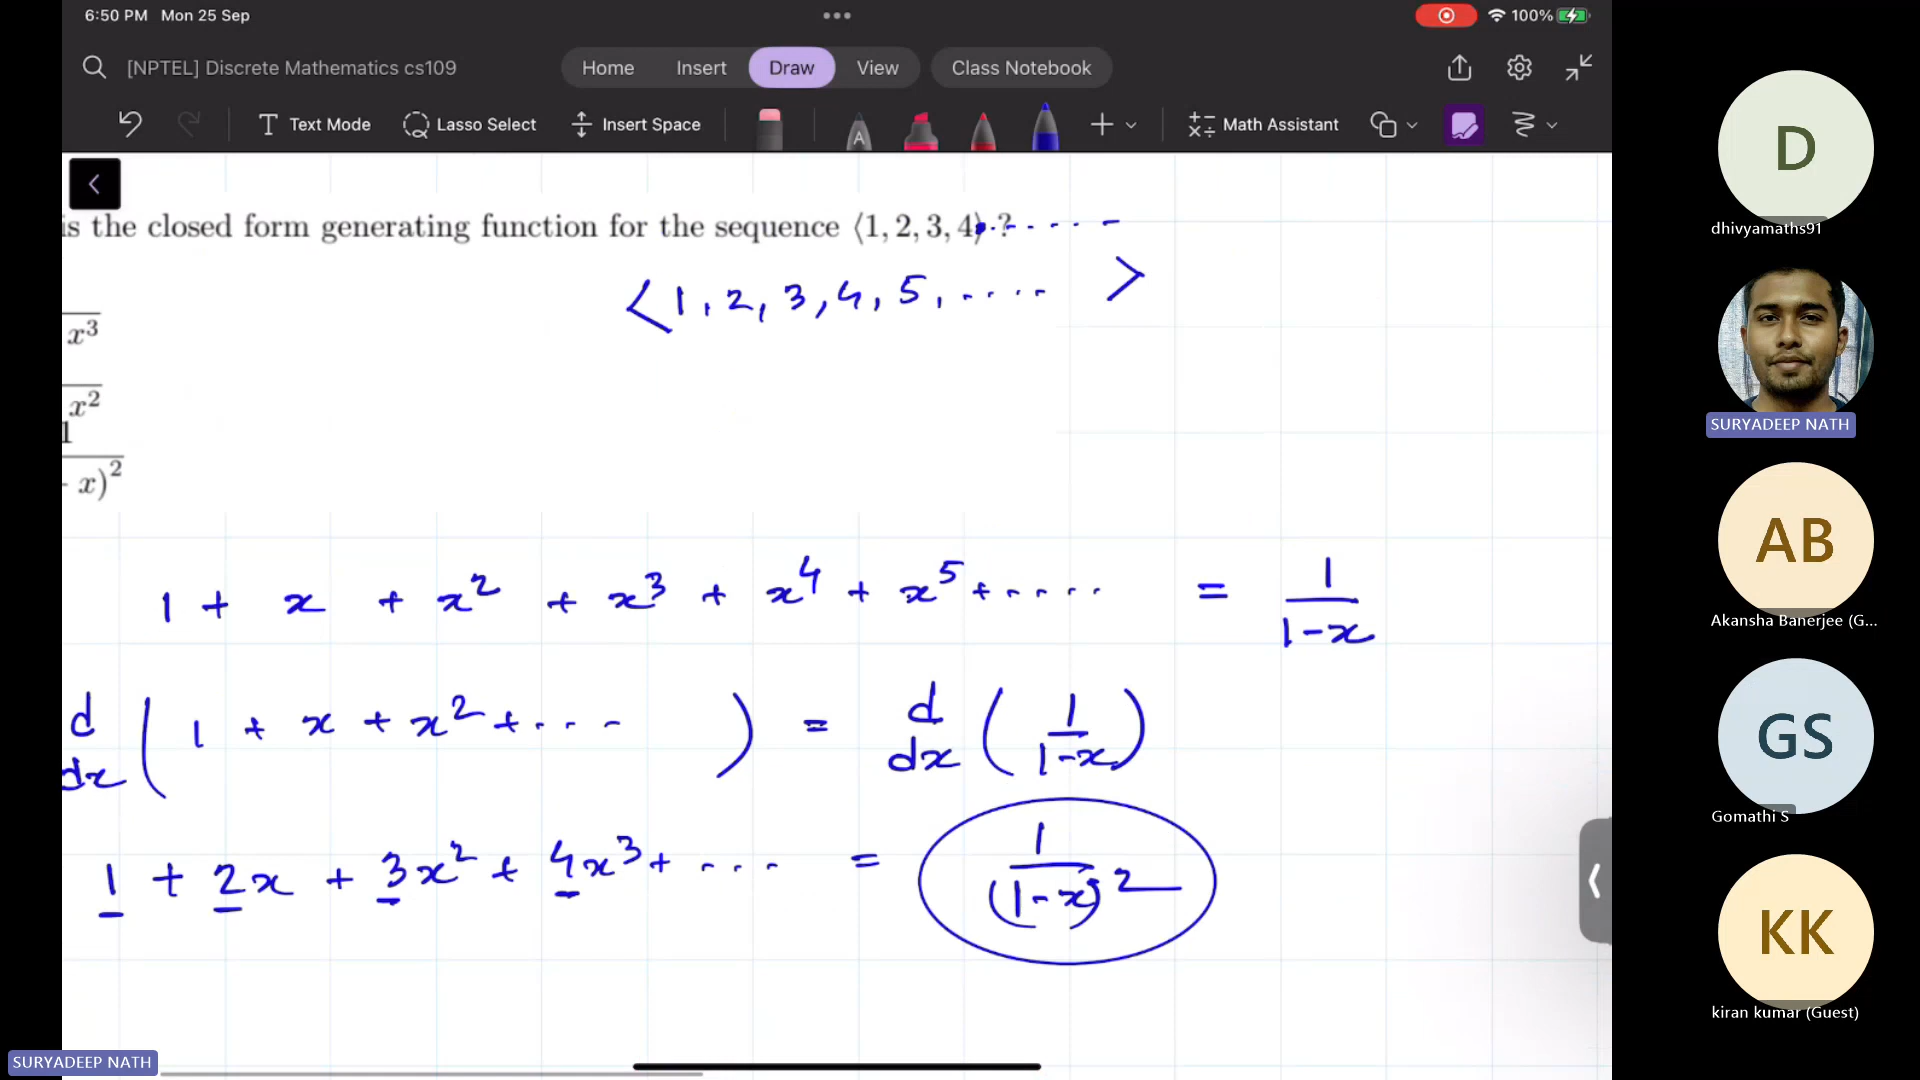 6:50 PM Mon 25 Sep
100%
[NPTEL] Discrete Mathematics cs109
Home Insert Draw View Class Notebook
Text Mode Lasso Select Insert Space Math Assistant
is the closed form generating function for the sequence ⟨1, 2, 3, 4⟩ ..... ?
<1, 2, 3, 4, 5, ..... >
x³
x²
1
- x)²
1 + x + x² + x³ + x⁴ + x⁵ + ..... = 1/(1-x)
d/dx (1 + x + x² + ... ) = d/dx (1/(1-x))
1 + 2x + 3x² + 4x³ + .... = 1/(1-x)²
D
dhivyamaths91
SURYADEEP NATH
AB
Akansha Banerjee (G...
GS
Gomathi S
KK
kiran kumar (Guest)
SURYADEEP NATH